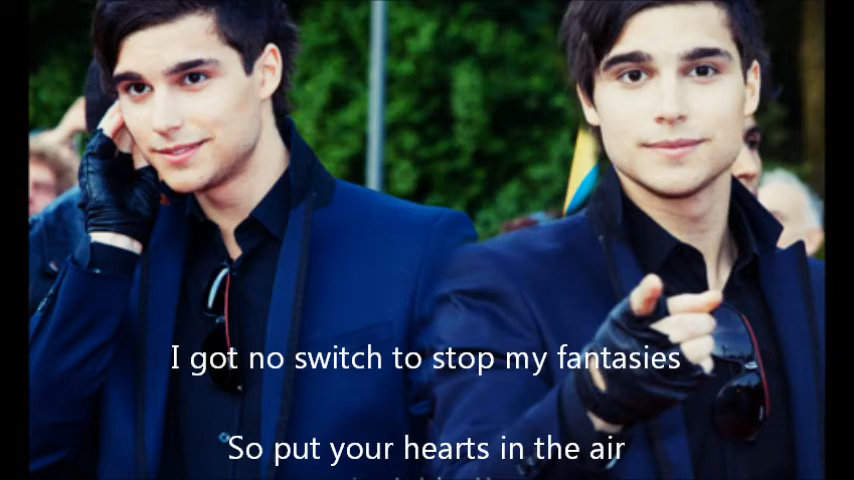 I got no switch to stop my fantasies
So put your hearts in the air